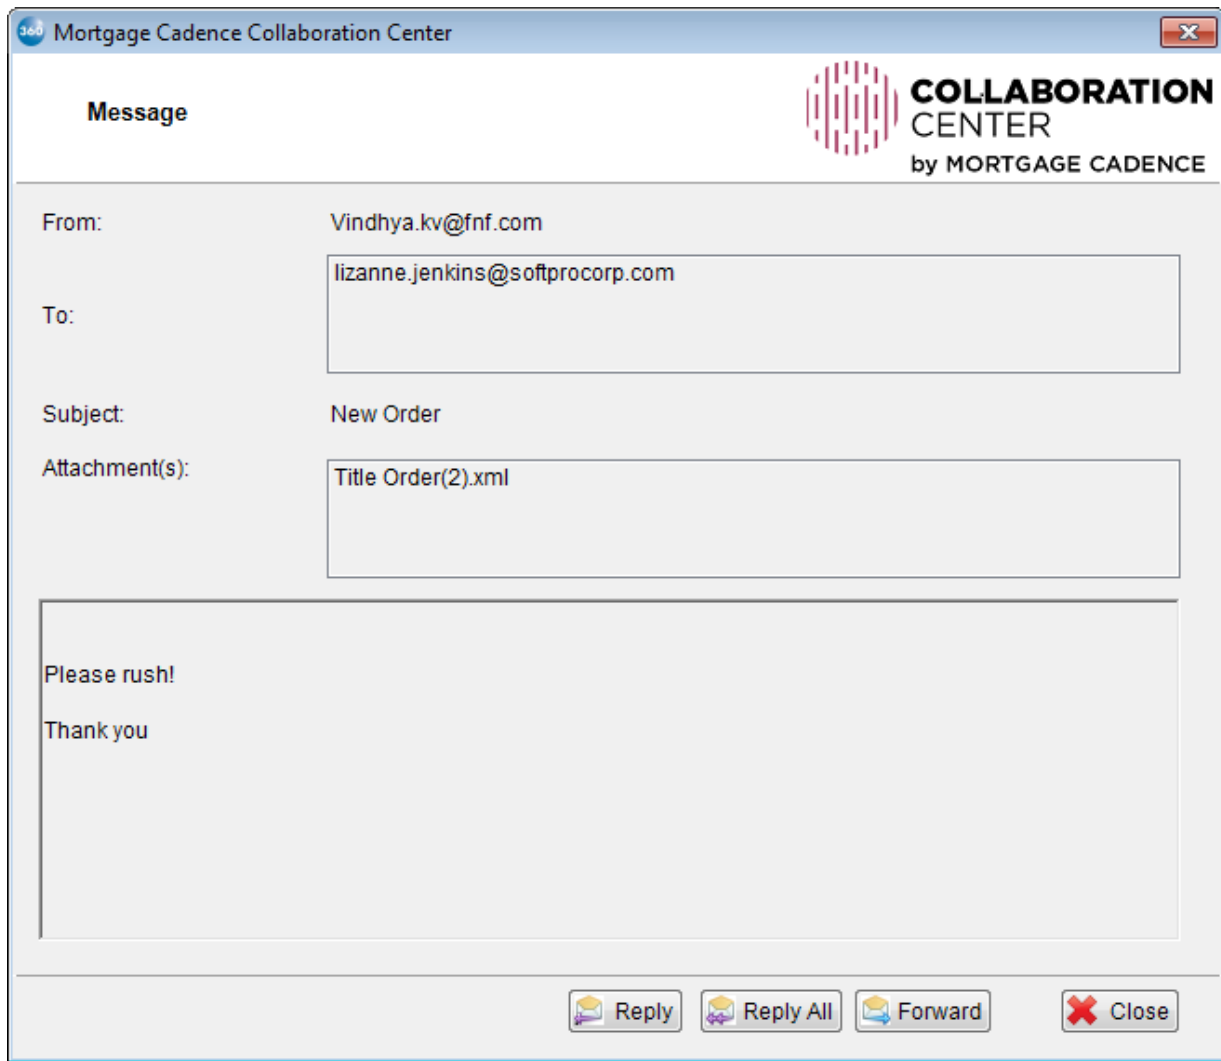 360 Mortgage Cadence Collaboration Center
Message
COLLABORATION
CENTER
by MORTGAGE CADENCE
From: Vindhya.kv@fnf.com
To: lizanne.jenkins@softprocorp.com
Subject: New Order
Attachment(s): Title Order(2).xml
Please rush!
Thank you
Reply Reply All Forward Close